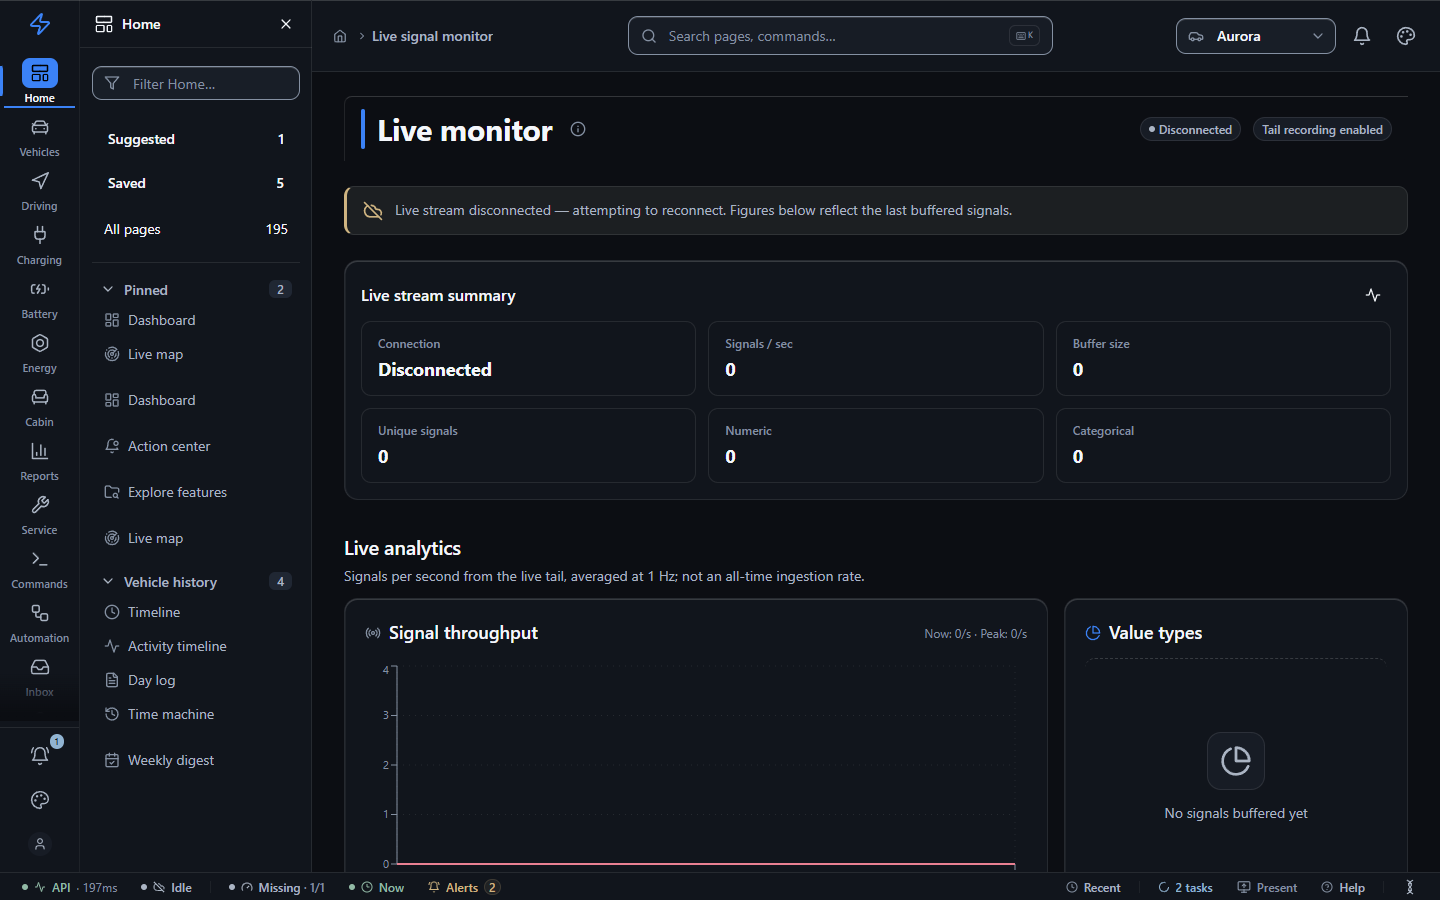 Home
Vehicles
Driving
Charging
Battery
Energy
Cabin
Reports
Service
Commands
Automation
Inbox
1
Home
Filter Home...
Suggested 1
Saved 5
All pages 195
Pinned 2
Dashboard
Live map
Dashboard
Action center
Explore features
Live map
Vehicle history 4
Timeline
Activity timeline
Day log
Time machine
Weekly digest
Live signal monitor
Search pages, commands...
K
Aurora
Live monitor
Disconnected
Tail recording enabled
Live stream disconnected — attempting to reconnect. Figures below reflect the last buffered signals.
Live stream summary
Connection
Disconnected
Signals / sec
0
Buffer size
0
Unique signals
0
Numeric
0
Categorical
0
Live analytics
Signals per second from the live tail, averaged at 1 Hz; not an all-time ingestion rate.
Signal throughput
Now: 0/s · Peak: 0/s
4
3
2
1
0
Value types
No signals buffered yet
API · 197ms
Idle
Missing · 1/1
Now
Alerts 2
Recent
2 tasks
Present
Help